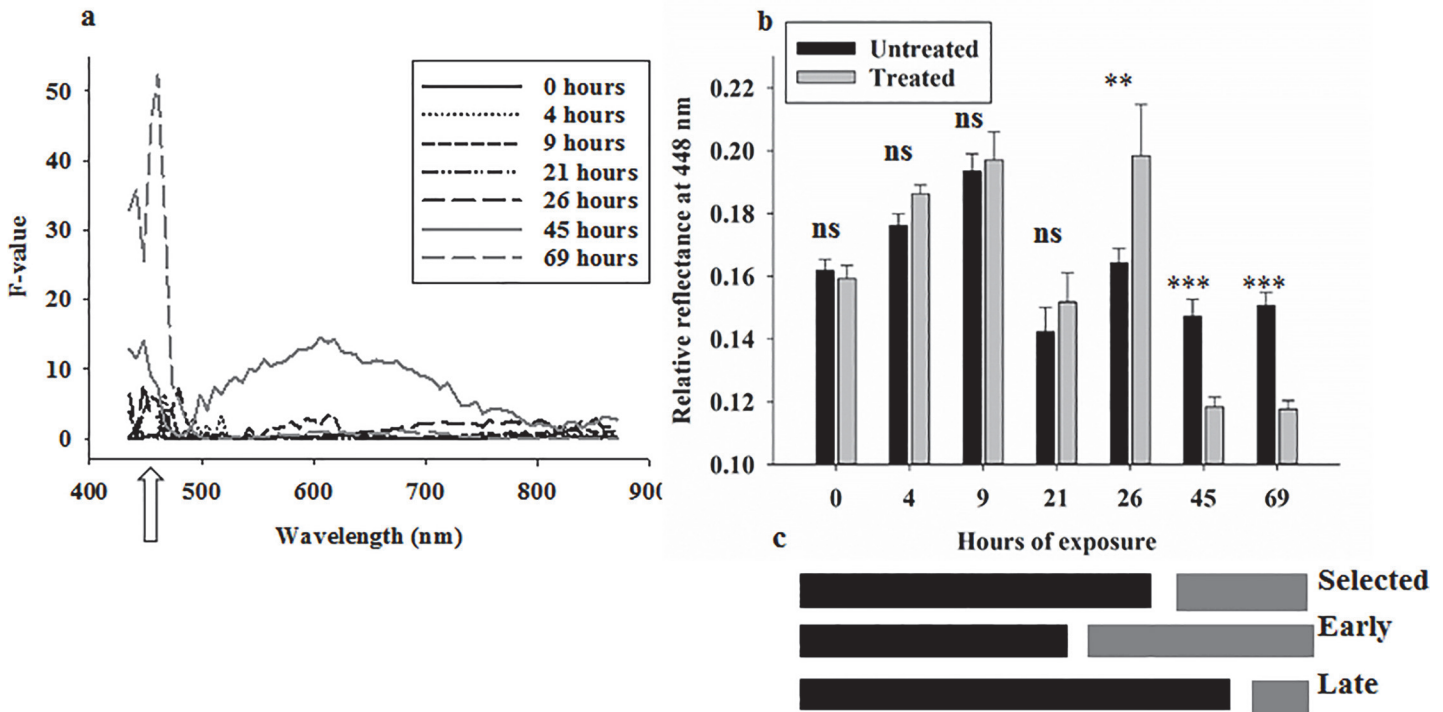 a
F-value
50
40
30
20
10
0
0 hours
4 hours
9 hours
21 hours
26 hours
45 hours
69 hours
400 500 600 700 800 900
Wavelength (nm)
b
Untreated
Treated
Relative reflectance at 448 nm
0.22
0.20
0.18
0.16
0.14
0.12
0.10
ns
ns
ns
ns
**
***
***
0 4 9 21 26 45 69
Hours of exposure
c
Selected
Early
Late